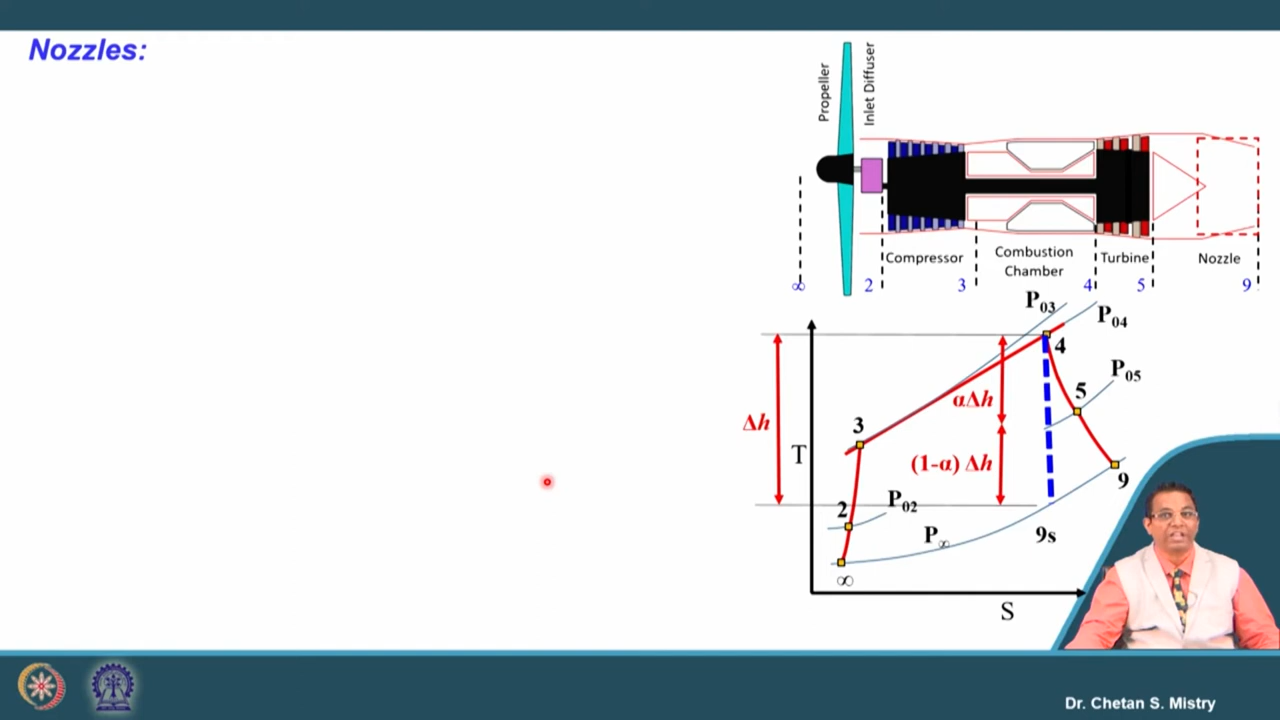 Nozzles:
Propeller
Inlet Diffuser
Compressor
Combustion
Chamber
Turbine
Nozzle
∞ 2 3 4 5 9
P03
P04
4
P05
5
Δh
αΔh
3
T
(1-α) Δh
9
P02
2
P∞
9s
∞
S
Dr. Chetan S. Mistry